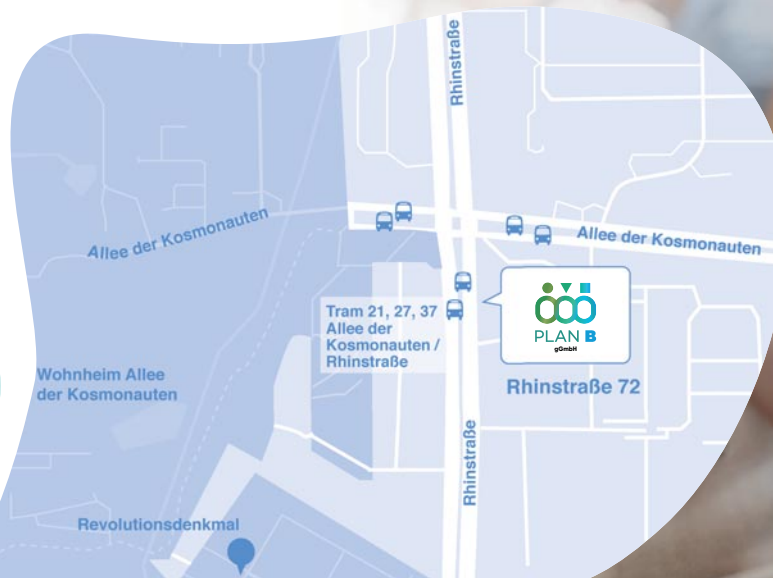 Rhinstraße
Allee der Kosmonauten
Allee der Kosmonauten
Tram 21, 27, 37
Allee der
Kosmonauten /
Rhinstraße
PLAN B
gGmbH
Rhinstraße 72
Wohnheim Allee
der Kosmonauten
Rhinstraße
Revolutionsdenkmal